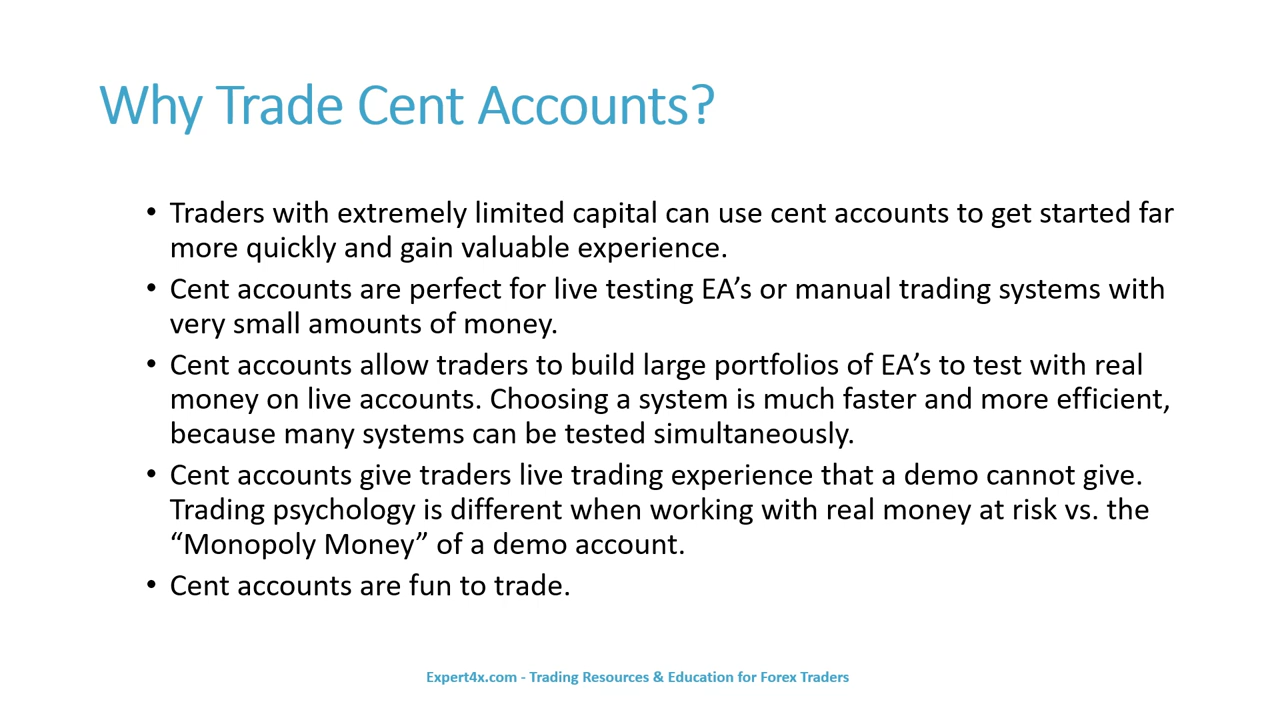 Why Trade Cent Accounts?
• Traders with extremely limited capital can use cent accounts to get started far
more quickly and gain valuable experience.
• Cent accounts are perfect for live testing EA’s or manual trading systems with
very small amounts of money.
• Cent accounts allow traders to build large portfolios of EA’s to test with real
money on live accounts. Choosing a system is much faster and more efficient,
because many systems can be tested simultaneously.
• Cent accounts give traders live trading experience that a demo cannot give.
Trading psychology is different when working with real money at risk vs. the
“Monopoly Money” of a demo account.
• Cent accounts are fun to trade.
Expert4x.com - Trading Resources & Education for Forex Traders